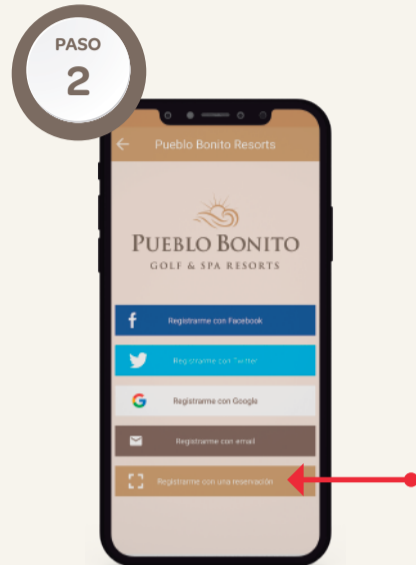 PASO
2
Pueblo Bonito Resorts
PUEBLO BONITO
GOLF & SPA RESORTS
Registrarme con Facebook
Registrarme con Twitter
Registrarme con Google
Registrarme con email
Registrarme con una reservación